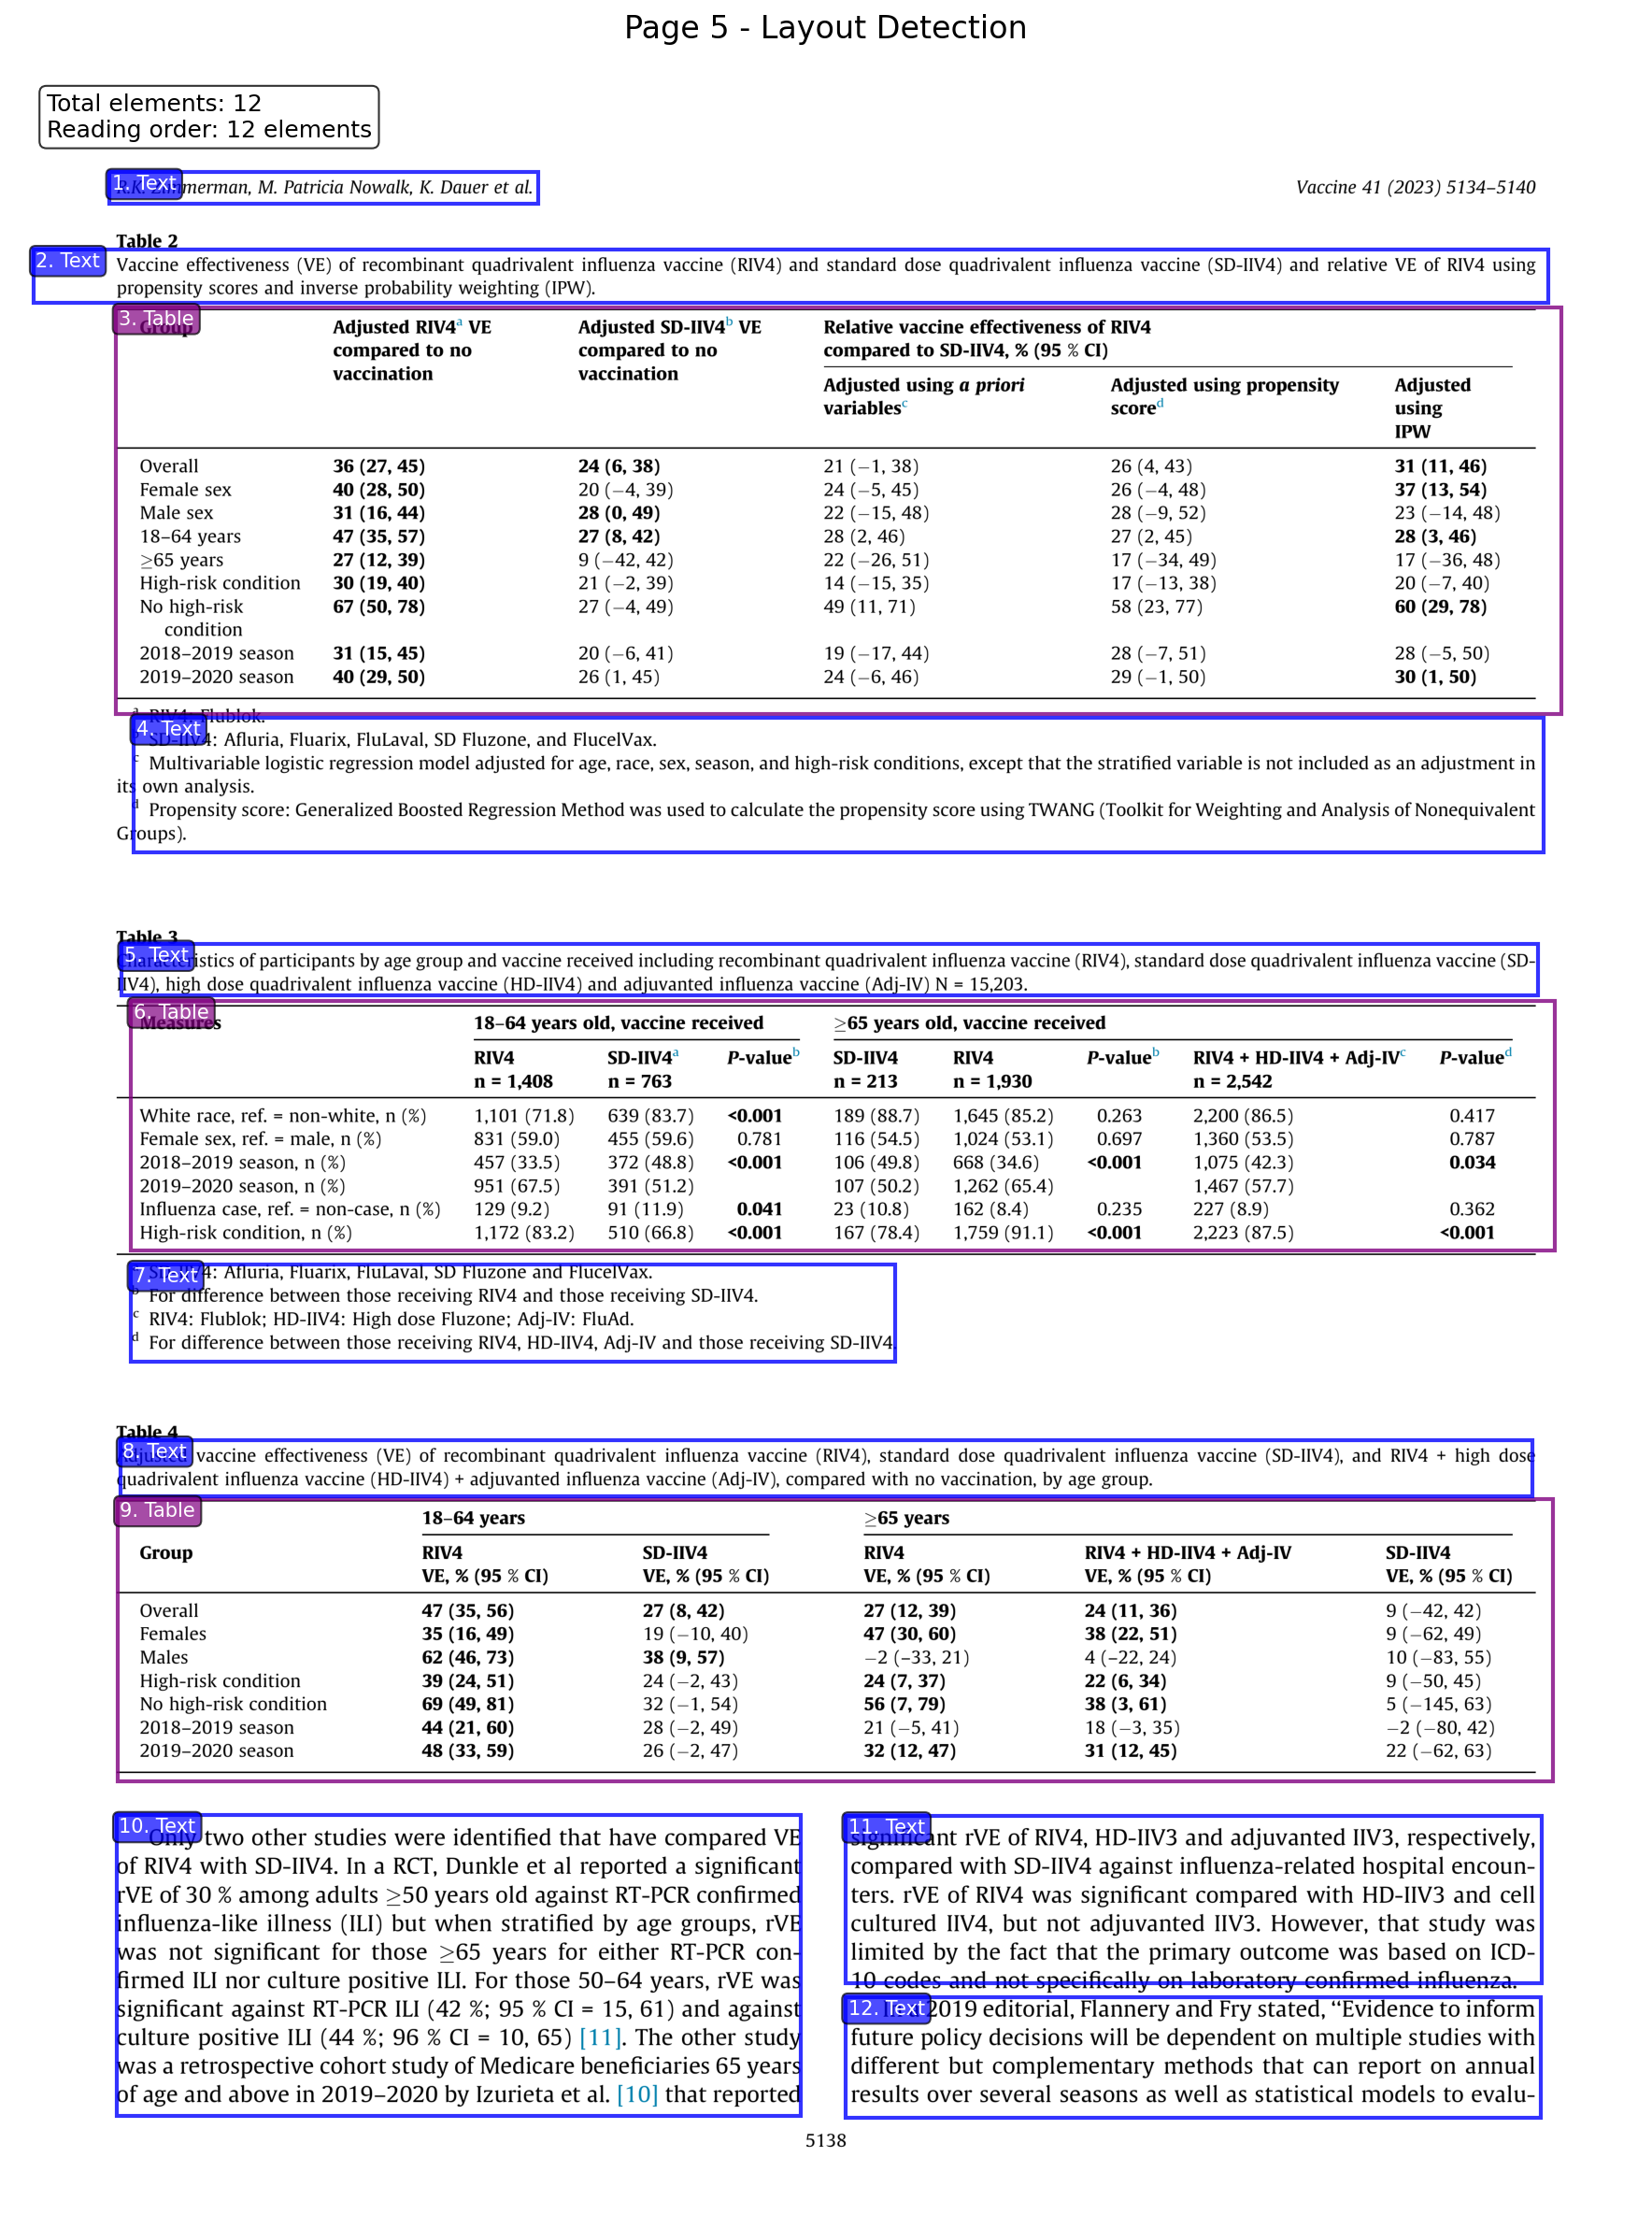 Page 5 - Layout Detection
Total elements: 12
Reading order: 12 elements
1. Text
R.K. Zimmerman, M. Patricia Nowalk, K. Dauer et al.
Vaccine 41 (2023) 5134–5140
Table 2
2. Text
Vaccine effectiveness (VE) of recombinant quadrivalent influenza vaccine (RIV4) and standard dose quadrivalent influenza vaccine (SD-IIV4) and relative VE of RIV4 using
propensity scores and inverse probability weighting (IPW).
3. Table
Group Adjusted RIV4a VE Adjusted SD-IIV4b VE Relative vaccine effectiveness of RIV4
compared to no compared to no compared to SD-IIV4, % (95 % CI)
vaccination vaccination
Adjusted using a priori Adjusted using propensity Adjusted
variablesc scored using
IPW
Overall 36 (27, 45) 24 (6, 38) 21 (−1, 38) 26 (4, 43) 31 (11, 46)
Female sex 40 (28, 50) 20 (−4, 39) 24 (−5, 45) 26 (−4, 48) 37 (13, 54)
Male sex 31 (16, 44) 28 (0, 49) 22 (−15, 48) 28 (−9, 52) 23 (−14, 48)
18–64 years 47 (35, 57) 27 (8, 42) 28 (2, 46) 27 (2, 45) 28 (3, 46)
≥65 years 27 (12, 39) 9 (−42, 42) 22 (−26, 51) 17 (−34, 49) 17 (−36, 48)
High-risk condition 30 (19, 40) 21 (−2, 39) 14 (−15, 35) 17 (−13, 38) 20 (−7, 40)
No high-risk 67 (50, 78) 27 (−4, 49) 49 (11, 71) 58 (23, 77) 60 (29, 78)
condition
2018–2019 season 31 (15, 45) 20 (−6, 41) 19 (−17, 44) 28 (−7, 51) 28 (−5, 50)
2019–2020 season 40 (29, 50) 26 (1, 45) 24 (−6, 46) 29 (−1, 50) 30 (1, 50)
a RIV4: Flublok.
4. Text
SD-IIV4: Afluria, Fluarix, FluLaval, SD Fluzone, and FlucelVax.
c Multivariable logistic regression model adjusted for age, race, sex, season, and high-risk conditions, except that the stratified variable is not included as an adjustment in
its own analysis.
d Propensity score: Generalized Boosted Regression Method was used to calculate the propensity score using TWANG (Toolkit for Weighting and Analysis of Nonequivalent
Groups).
Table 3
5. Text
Characteristics of participants by age group and vaccine received including recombinant quadrivalent influenza vaccine (RIV4), standard dose quadrivalent influenza vaccine (SD-
IIV4), high dose quadrivalent influenza vaccine (HD-IIV4) and adjuvanted influenza vaccine (Adj-IV) N = 15,203.
6. Table
Measures 18–64 years old, vaccine received ≥65 years old, vaccine received
RIV4 SD-IIV4a P-valueb SD-IIV4 RIV4 P-valueb RIV4 + HD-IIV4 + Adj-IVc P-valued
n = 1,408 n = 763 n = 213 n = 1,930 n = 2,542
White race, ref. = non-white, n (%) 1,101 (71.8) 639 (83.7) <0.001 189 (88.7) 1,645 (85.2) 0.263 2,200 (86.5) 0.417
Female sex, ref. = male, n (%) 831 (59.0) 455 (59.6) 0.781 116 (54.5) 1,024 (53.1) 0.697 1,360 (53.5) 0.787
2018–2019 season, n (%) 457 (33.5) 372 (48.8) <0.001 106 (49.8) 668 (34.6) <0.001 1,075 (42.3) 0.034
2019–2020 season, n (%) 951 (67.5) 391 (51.2) 107 (50.2) 1,262 (65.4) 1,467 (57.7)
Influenza case, ref. = non-case, n (%) 129 (9.2) 91 (11.9) 0.041 23 (10.8) 162 (8.4) 0.235 227 (8.9) 0.362
High-risk condition, n (%) 1,172 (83.2) 510 (66.8) <0.001 167 (78.4) 1,759 (91.1) <0.001 2,223 (87.5) <0.001
7. Text
SD-IIV4: Afluria, Fluarix, FluLaval, SD Fluzone and FlucelVax.
b For difference between those receiving RIV4 and those receiving SD-IIV4.
c RIV4: Flublok; HD-IIV4: High dose Fluzone; Adj-IV: FluAd.
d For difference between those receiving RIV4, HD-IIV4, Adj-IV and those receiving SD-IIV4.
Table 4
8. Text
Adjusted vaccine effectiveness (VE) of recombinant quadrivalent influenza vaccine (RIV4), standard dose quadrivalent influenza vaccine (SD-IIV4), and RIV4 + high dose
quadrivalent influenza vaccine (HD-IIV4) + adjuvanted influenza vaccine (Adj-IV), compared with no vaccination, by age group.
9. Table
18–64 years ≥65 years
Group RIV4 SD-IIV4 RIV4 RIV4 + HD-IIV4 + Adj-IV SD-IIV4
VE, % (95 % CI) VE, % (95 % CI) VE, % (95 % CI) VE, % (95 % CI) VE, % (95 % CI)
Overall 47 (35, 56) 27 (8, 42) 27 (12, 39) 24 (11, 36) 9 (−42, 42)
Females 35 (16, 49) 19 (−10, 40) 47 (30, 60) 38 (22, 51) 9 (−62, 49)
Males 62 (46, 73) 38 (9, 57) −2 (–33, 21) 4 (–22, 24) 10 (−83, 55)
High-risk condition 39 (24, 51) 24 (−2, 43) 24 (7, 37) 22 (6, 34) 9 (−50, 45)
No high-risk condition 69 (49, 81) 32 (−1, 54) 56 (7, 79) 38 (3, 61) 5 (−145, 63)
2018–2019 season 44 (21, 60) 28 (−2, 49) 21 (−5, 41) 18 (−3, 35) −2 (−80, 42)
2019–2020 season 48 (33, 59) 26 (−2, 47) 32 (12, 47) 31 (12, 45) 22 (−62, 63)
10. Text
Only two other studies were identified that have compared VE
of RIV4 with SD-IIV4. In a RCT, Dunkle et al reported a significant
rVE of 30 % among adults ≥50 years old against RT-PCR confirmed
influenza-like illness (ILI) but when stratified by age groups, rVE
was not significant for those ≥65 years for either RT-PCR con-
firmed ILI nor culture positive ILI. For those 50–64 years, rVE was
significant against RT-PCR ILI (42 %; 95 % CI = 15, 61) and against
culture positive ILI (44 %; 96 % CI = 10, 65) [11]. The other study
was a retrospective cohort study of Medicare beneficiaries 65 years
of age and above in 2019–2020 by Izurieta et al. [10] that reported
11. Text
significant rVE of RIV4, HD-IIV3 and adjuvanted IIV3, respectively,
compared with SD-IIV4 against influenza-related hospital encoun-
ters. rVE of RIV4 was significant compared with HD-IIV3 and cell
cultured IIV4, but not adjuvanted IIV3. However, that study was
limited by the fact that the primary outcome was based on ICD-
10 codes and not specifically on laboratory confirmed influenza.
12. Text
2019 editorial, Flannery and Fry stated, “Evidence to inform
future policy decisions will be dependent on multiple studies with
different but complementary methods that can report on annual
results over several seasons as well as statistical models to evalu-
5138